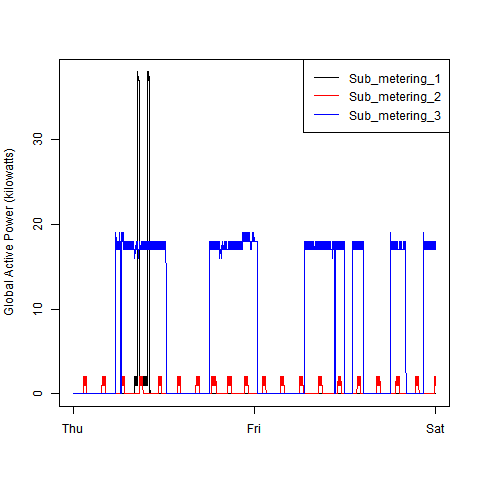 Sub_metering_1
Sub_metering_2
Sub_metering_3
Global Active Power (kilowatts)
30
20
10
0
Thu
Fri
Sat